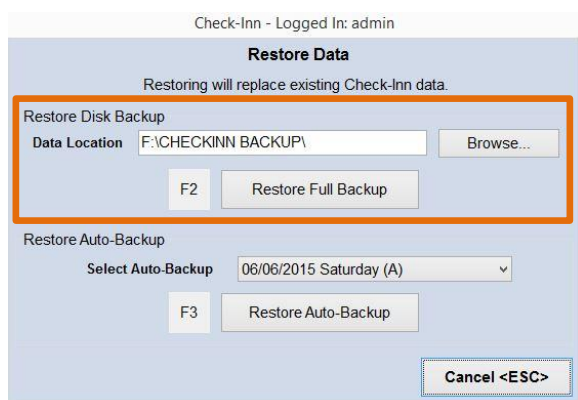 Check-Inn - Logged In: admin
Restore Data
Restoring will replace existing Check-Inn data.
Restore Disk Backup
Data Location F:\CHECKINN BACKUP\ Browse...
F2 Restore Full Backup
Restore Auto-Backup
Select Auto-Backup 06/06/2015 Saturday (A)
F3 Restore Auto-Backup
Cancel <ESC>